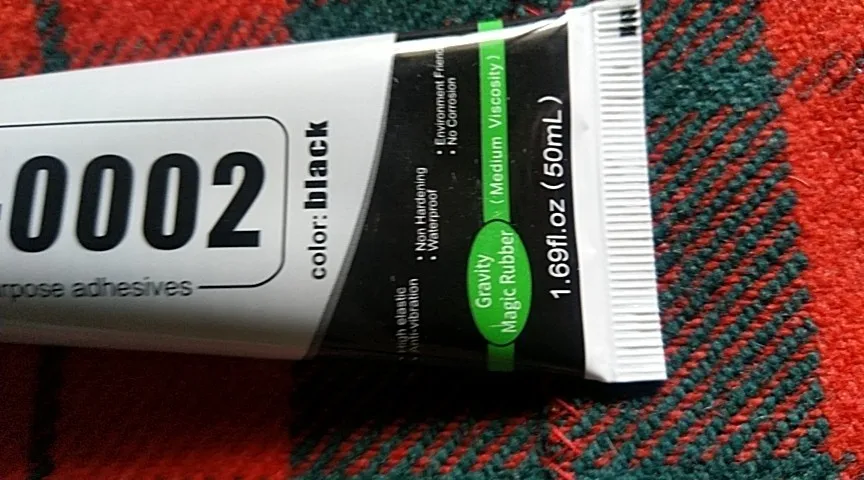 -0002
rpose adhesives
color: black
• High elastic
• Anti-vibration
• Non Hardening
• Waterproof
• Environment Frien
• No Corrosion
Gravity
Magic Rubber
(Medium Viscosity)
1.69fl.oz (50mL)